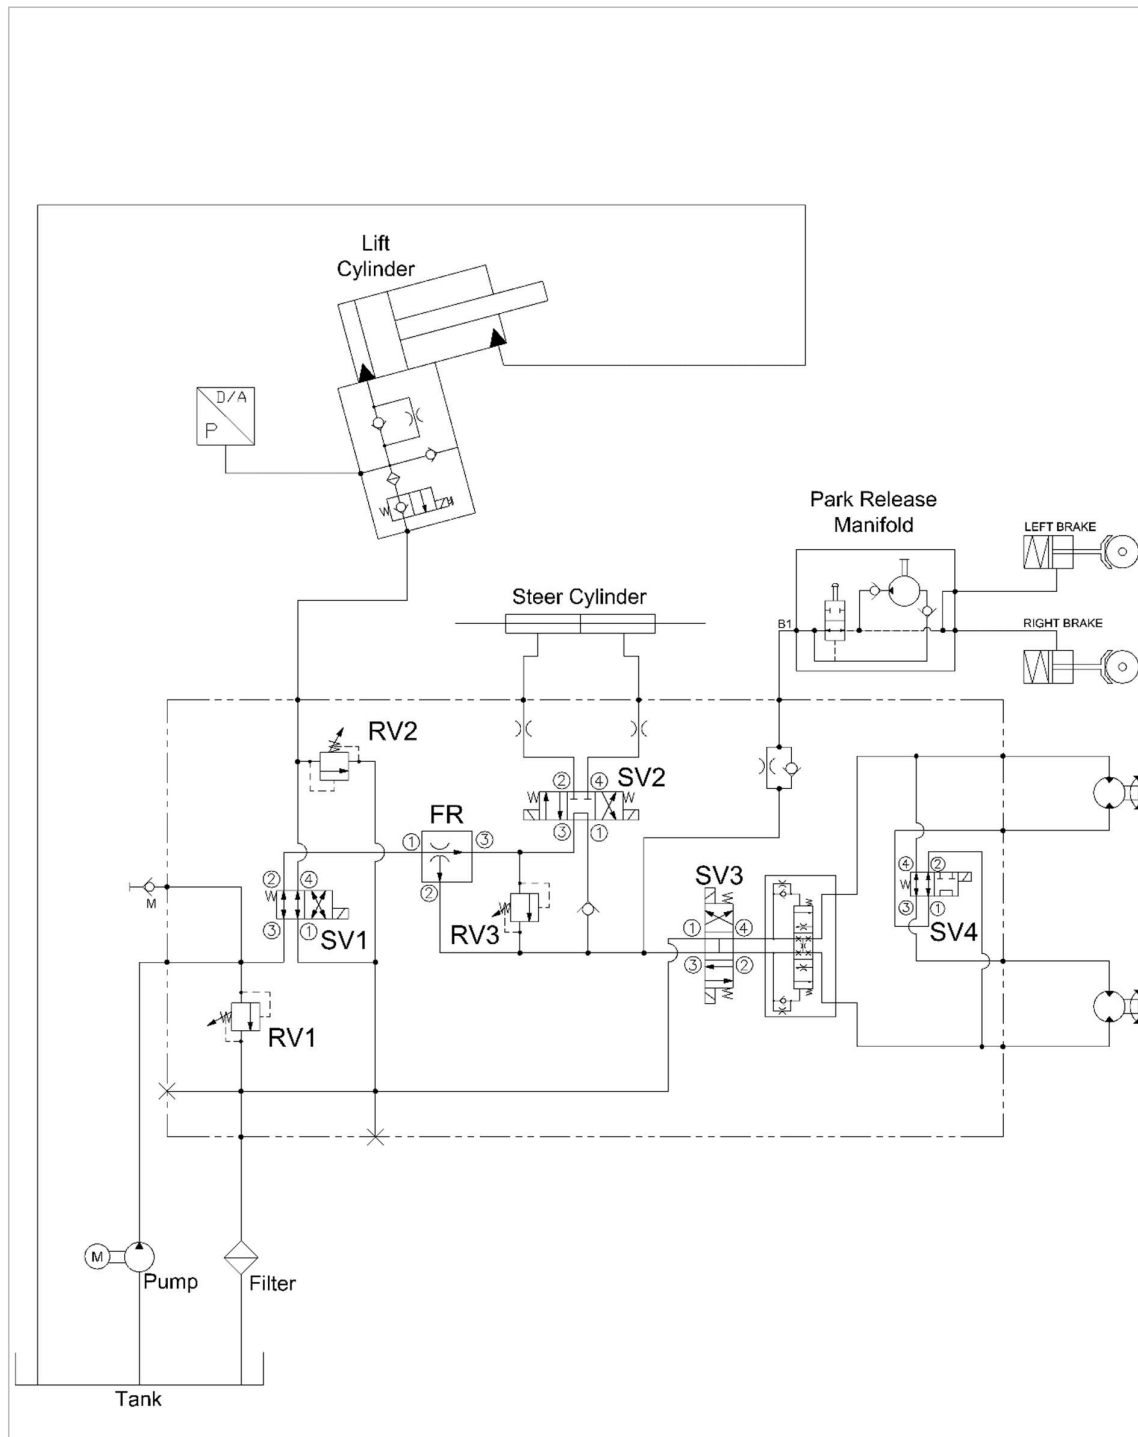 Lift
Cylinder
D/A
P
Park Release
Manifold
LEFT BRAKE
Steer Cylinder
B1
RIGHT BRAKE
RV2
2 4
SV2
FR
1 3
3 1
2
4 2
M
2 4
SV3
RV3
3 1
SV1
1 4
3 1
SV4
3 2
RV1
M
Pump
Filter
Tank